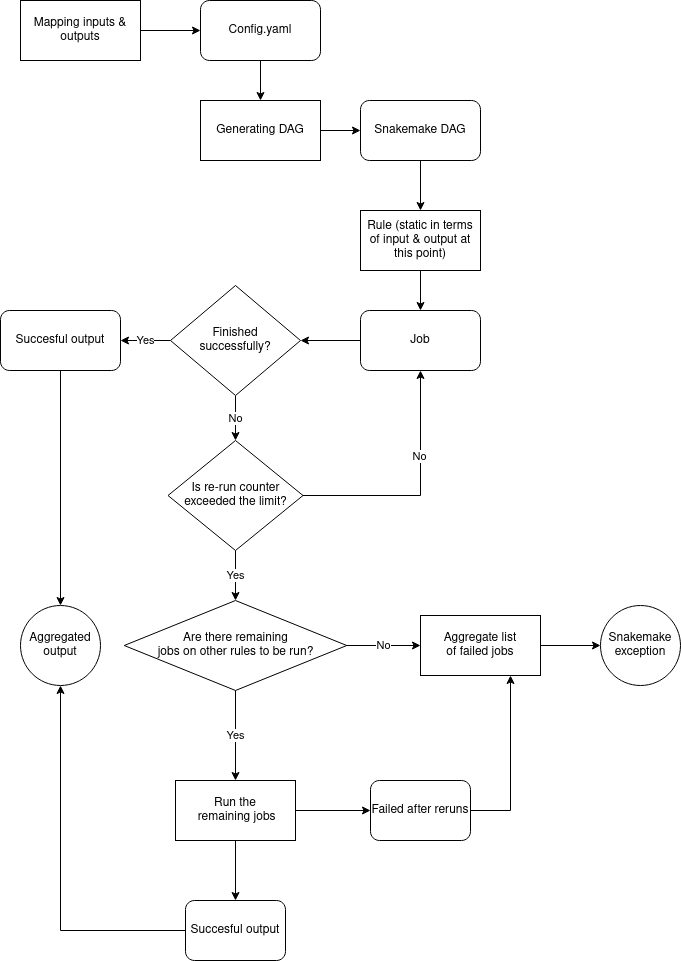 Mapping inputs &
outputs
Config.yaml
Generating DAG
Snakemake DAG
Rule (static in terms
of input & output at
this point)
Succesful output
Yes
Finished
successfully?
Job
No
Is re-run counter
exceeded the limit?
No
Yes
Aggregated
output
Are there remaining
jobs on other rules to be run?
No
Aggregate list
of failed jobs
Snakemake
exception
Yes
Run the
remaining jobs
Failed after reruns
Succesful output